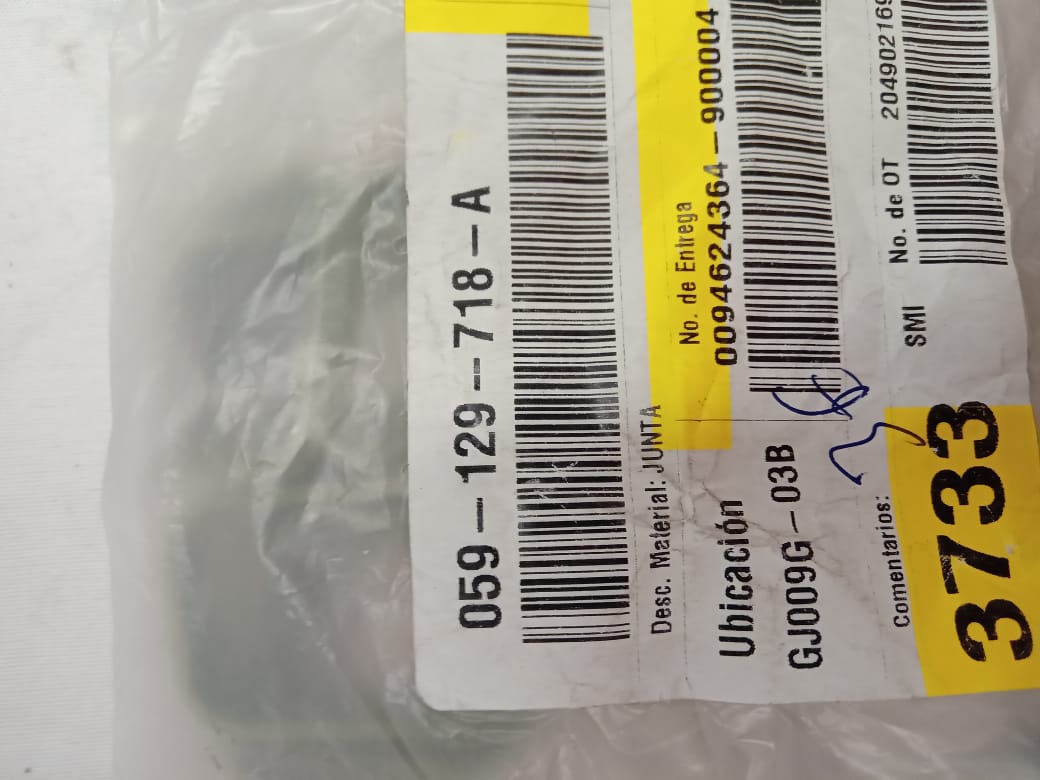 059-129-718-A
Desc. Material: JUNTA
No. de Entrega
0094624364-900004
Ubicación
GJ009G-03B
No. de OT 20490216
SMI
Comentarios:
3733